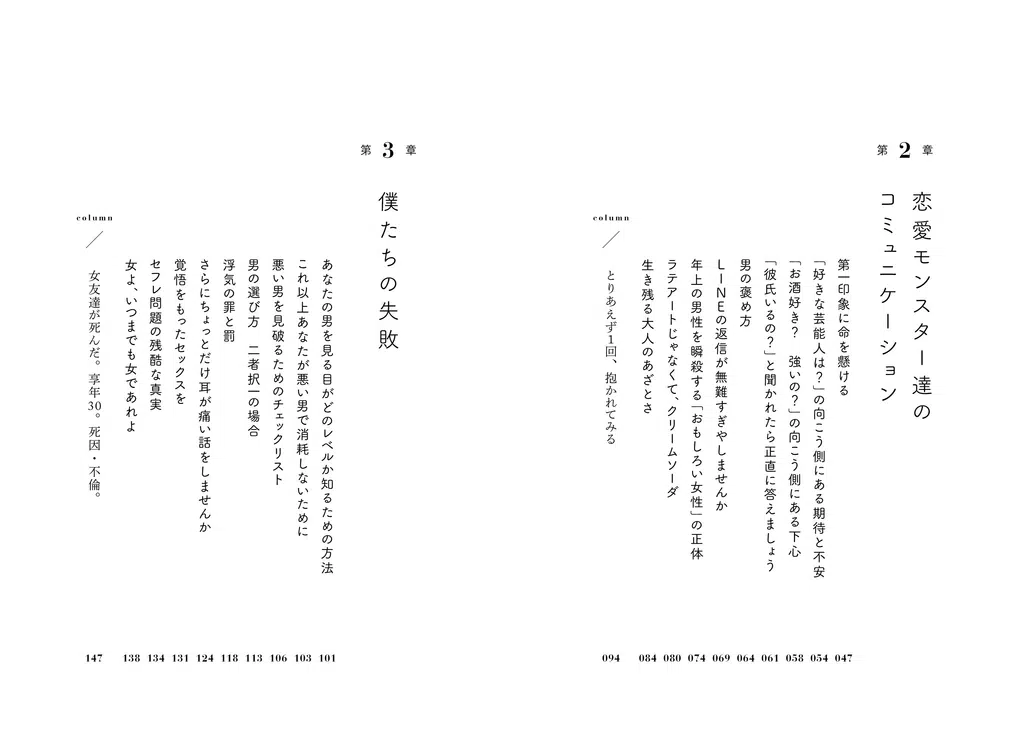 第2章
恋愛モンスター達の
コミュニケーション
第一印象に命を懸ける 047
「好きな芸能人は?」の向こう側にある期待と不安 054
「お酒好き? 強いの?」の向こう側にある下心 058
「彼氏いるの?」と聞かれたら正直に答えましょう 061
男の褒め方 064
LINEの返信が無難すぎやしませんか 069
年上の男性を瞬殺する「おもしろい女性」の正体 074
ラテアートじゃなくて、クリームソーダ 080
生き残る大人のあざとさ 084
column
とりあえず1回、抱かれてみる 094
第3章
僕たちの失敗
あなたの男を見る目がどのレベルか知るための方法 101
これ以上あなたが悪い男で消耗しないために 103
悪い男を見破るためのチェックリスト 106
男の選び方 二者択一の場合 113
浮気の罪と罰 118
さらにちょっとだけ耳が痛い話をしませんか 124
覚悟をもったセックスを 131
セフレ問題の残酷な真実 134
女よ、いつまでも女であれよ 138
column
女友達が死んだ。享年30。死因・不倫。 147